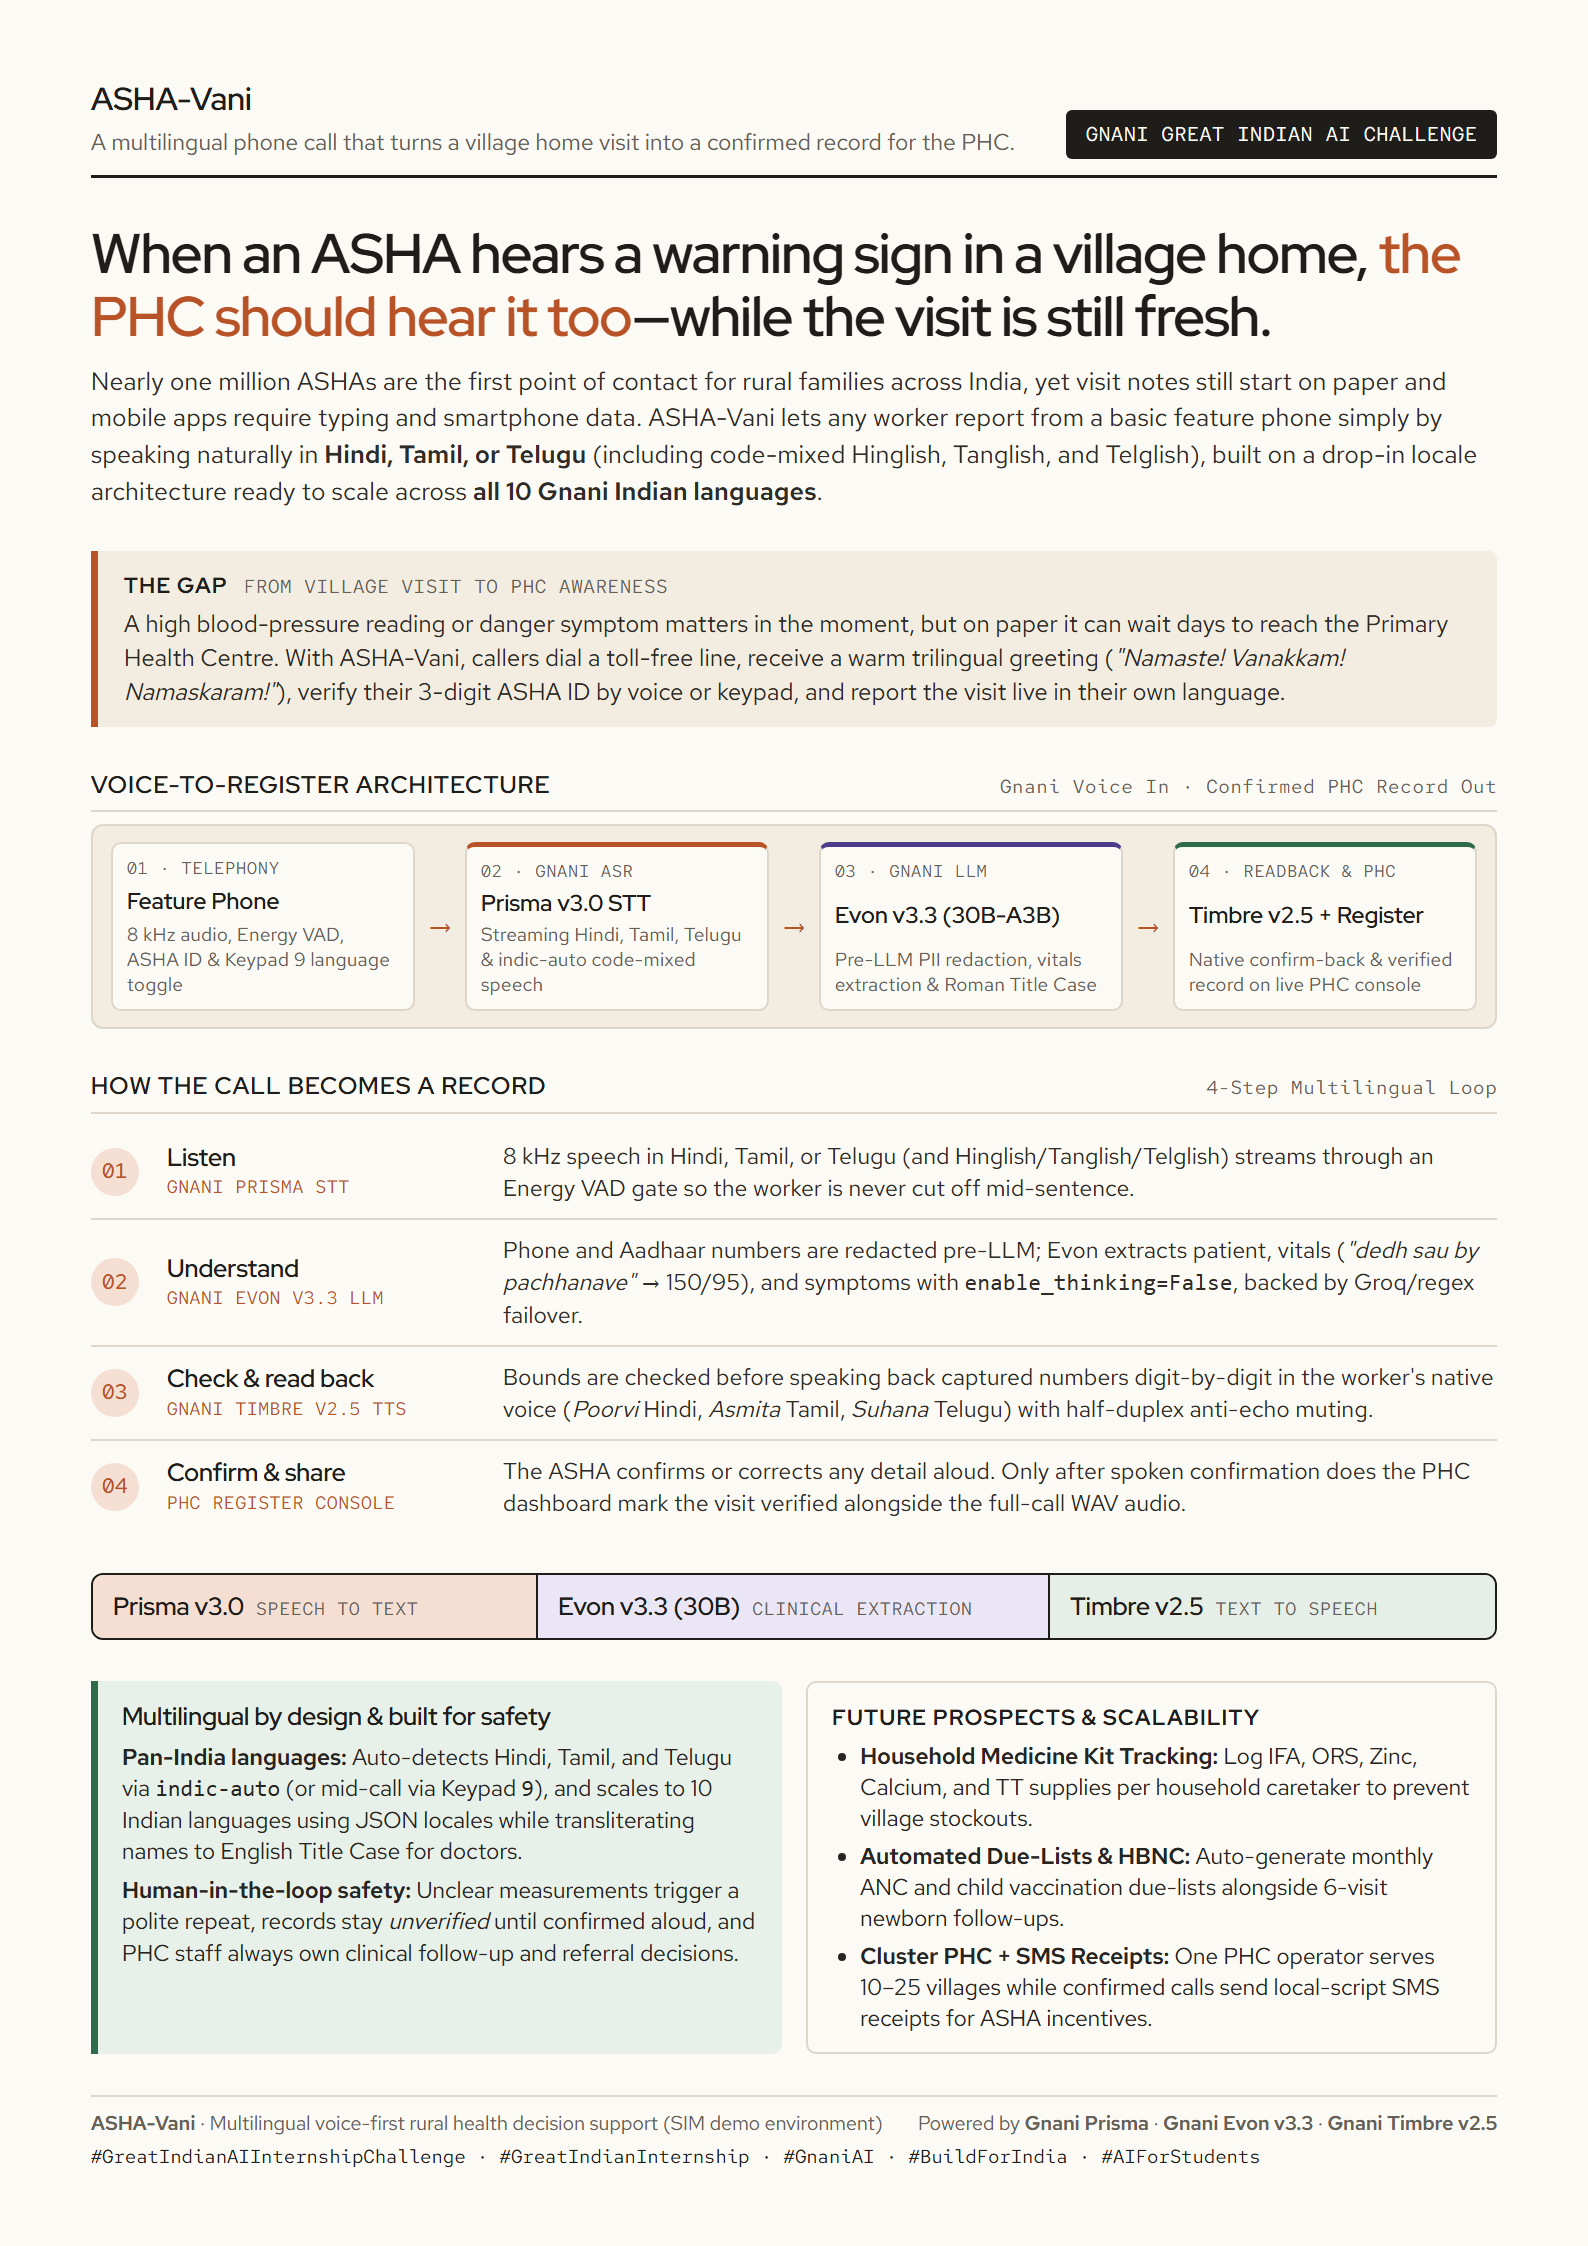 ASHA-Vani
A multilingual phone call that turns a village home visit into a confirmed record for the PHC.
GNANI GREAT INDIAN AI CHALLENGE
When an ASHA hears a warning sign in a village home, the
PHC should hear it too—while the visit is still fresh.
Nearly one million ASHAs are the first point of contact for rural families across India, yet visit notes still start on paper and
mobile apps require typing and smartphone data. ASHA-Vani lets any worker report from a basic feature phone simply by
speaking naturally in Hindi, Tamil, or Telugu (including code-mixed Hinglish, Tanglish, and Telglish), built on a drop-in locale
architecture ready to scale across all 10 Gnani Indian languages.
THE GAP FROM VILLAGE VISIT TO PHC AWARENESS
A high blood-pressure reading or danger symptom matters in the moment, but on paper it can wait days to reach the Primary
Health Centre. With ASHA-Vani, callers dial a toll-free line, receive a warm trilingual greeting ("Namaste! Vanakkam!
Namaskaram!"), verify their 3-digit ASHA ID by voice or keypad, and report the visit live in their own language.
VOICE-TO-REGISTER ARCHITECTURE
Gnani Voice In · Confirmed PHC Record Out
01 · TELEPHONY
Feature Phone
8 kHz audio, Energy VAD,
ASHA ID & Keypad 9 language
toggle
→
02 · GNANI ASR
Prisma v3.0 STT
Streaming Hindi, Tamil, Telugu
& indic-auto code-mixed
speech
→
03 · GNANI LLM
Evon v3.3 (30B-A3B)
Pre-LLM PII redaction, vitals
extraction & Roman Title Case
→
04 · READBACK & PHC
Timbre v2.5 + Register
Native confirm-back & verified
record on live PHC console
HOW THE CALL BECOMES A RECORD
4-Step Multilingual Loop
01
Listen
GNANI PRISMA STT
8 kHz speech in Hindi, Tamil, or Telugu (and Hinglish/Tanglish/Telglish) streams through an
Energy VAD gate so the worker is never cut off mid-sentence.
02
Understand
GNANI EVON V3.3 LLM
Phone and Aadhaar numbers are redacted pre-LLM; Evon extracts patient, vitals ("dedh sau by
pachhanave" → 150/95), and symptoms with enable_thinking=False, backed by Groq/regex
failover.
03
Check & read back
GNANI TIMBRE V2.5 TTS
Bounds are checked before speaking back captured numbers digit-by-digit in the worker's native
voice (Poorvi Hindi, Asmita Tamil, Suhana Telugu) with half-duplex anti-echo muting.
04
Confirm & share
PHC REGISTER CONSOLE
The ASHA confirms or corrects any detail aloud. Only after spoken confirmation does the PHC
dashboard mark the visit verified alongside the full-call WAV audio.
Prisma v3.0 SPEECH TO TEXT
Evon v3.3 (30B) CLINICAL EXTRACTION
Timbre v2.5 TEXT TO SPEECH
Multilingual by design & built for safety
Pan-India languages: Auto-detects Hindi, Tamil, and Telugu
via indic-auto (or mid-call via Keypad 9), and scales to 10
Indian languages using JSON locales while transliterating
names to English Title Case for doctors.
Human-in-the-loop safety: Unclear measurements trigger a
polite repeat, records stay unverified until confirmed aloud, and
PHC staff always own clinical follow-up and referral decisions.
FUTURE PROSPECTS & SCALABILITY
• Household Medicine Kit Tracking: Log IFA, ORS, Zinc,
Calcium, and TT supplies per household caretaker to prevent
village stockouts.
• Automated Due-Lists & HBNC: Auto-generate monthly
ANC and child vaccination due-lists alongside 6-visit
newborn follow-ups.
• Cluster PHC + SMS Receipts: One PHC operator serves
10–25 villages while confirmed calls send local-script SMS
receipts for ASHA incentives.
ASHA-Vani · Multilingual voice-first rural health decision support (SIM demo environment)
Powered by Gnani Prisma · Gnani Evon v3.3 · Gnani Timbre v2.5
#GreatIndianAIInternshipChallenge · #GreatIndianInternship · #GnaniAI · #BuildForIndia · #AIForStudents